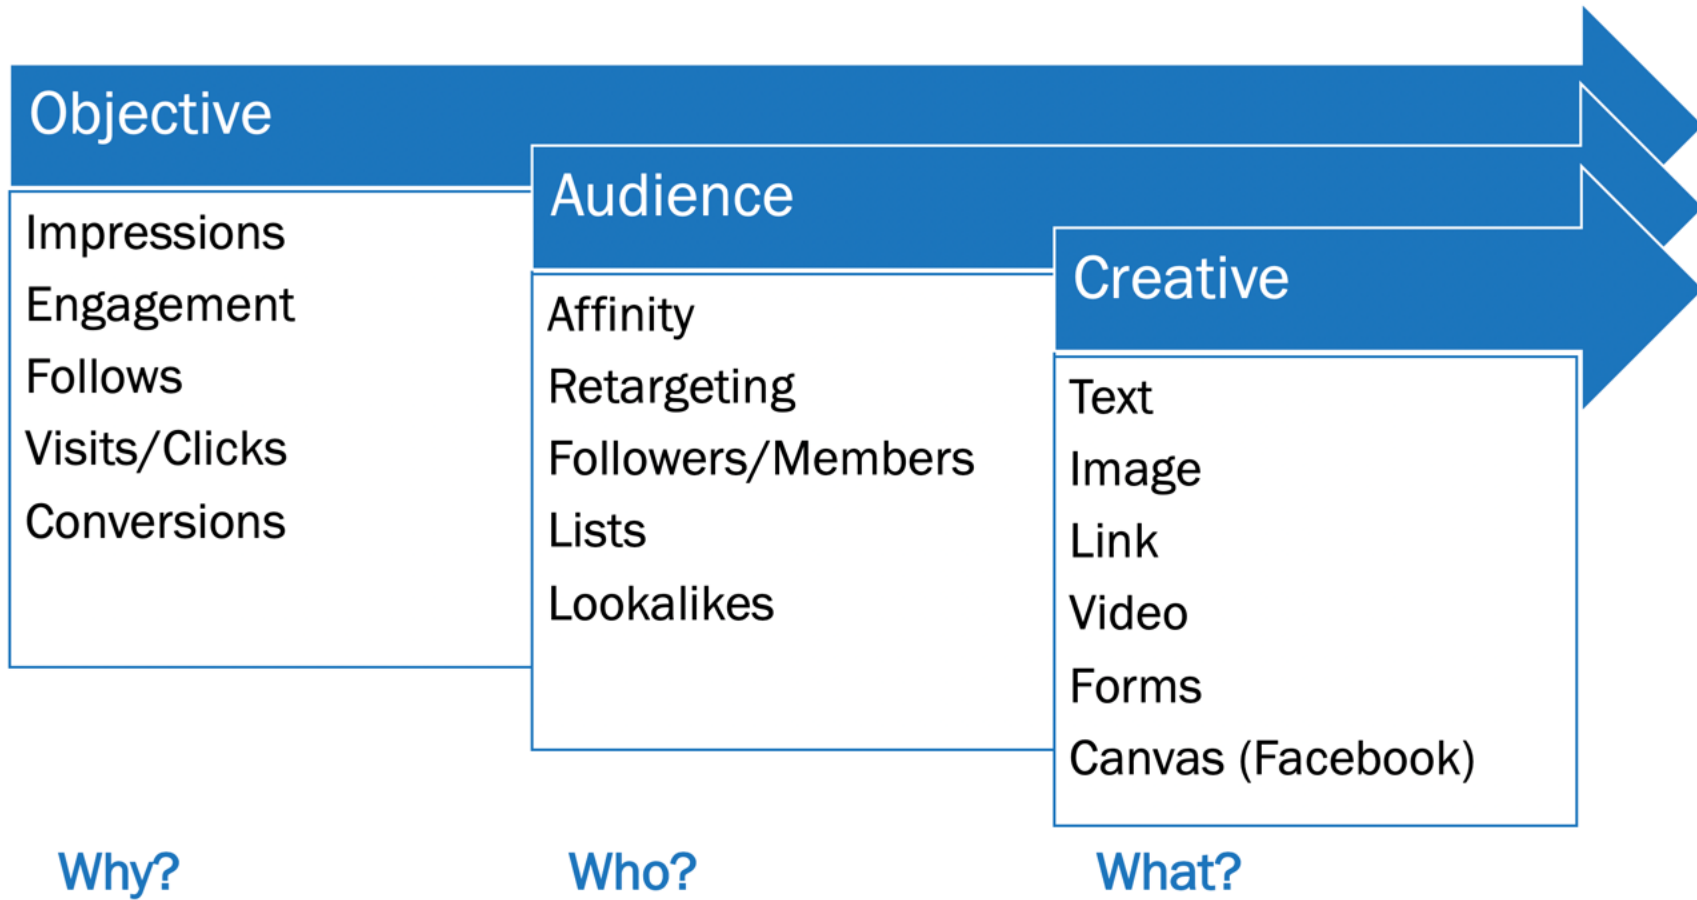 Objective
Impressions
Engagement
Follows
Visits/Clicks
Conversions
Why?
Audience
Affinity
Retargeting
Followers/Members
Lists
Lookalikes
Who?
Creative
Text
Image
Link
Video
Forms
Canvas (Facebook)
What?